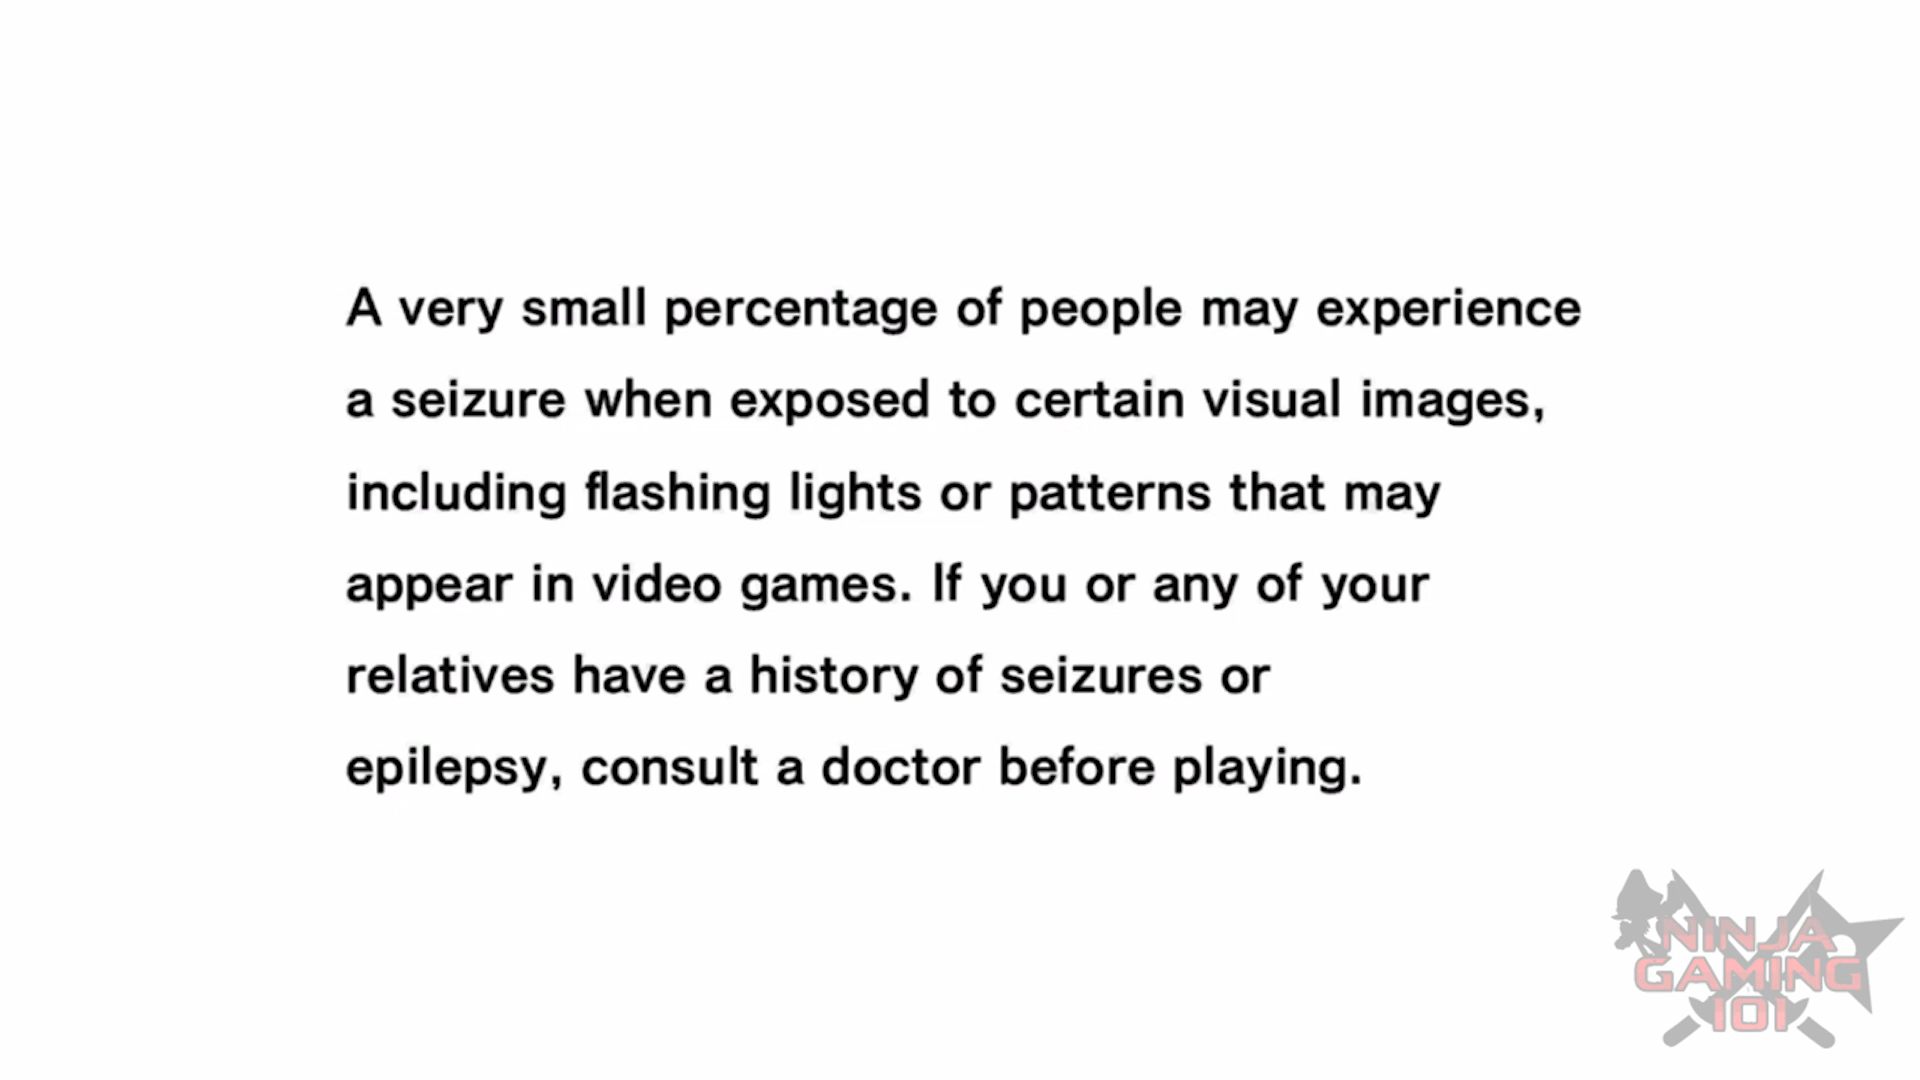 A very small percentage of people may experience
a seizure when exposed to certain visual images,
including flashing lights or patterns that may
appear in video games. If you or any of your
relatives have a history of seizures or
epilepsy, consult a doctor before playing.
NINJA
GAMING
101